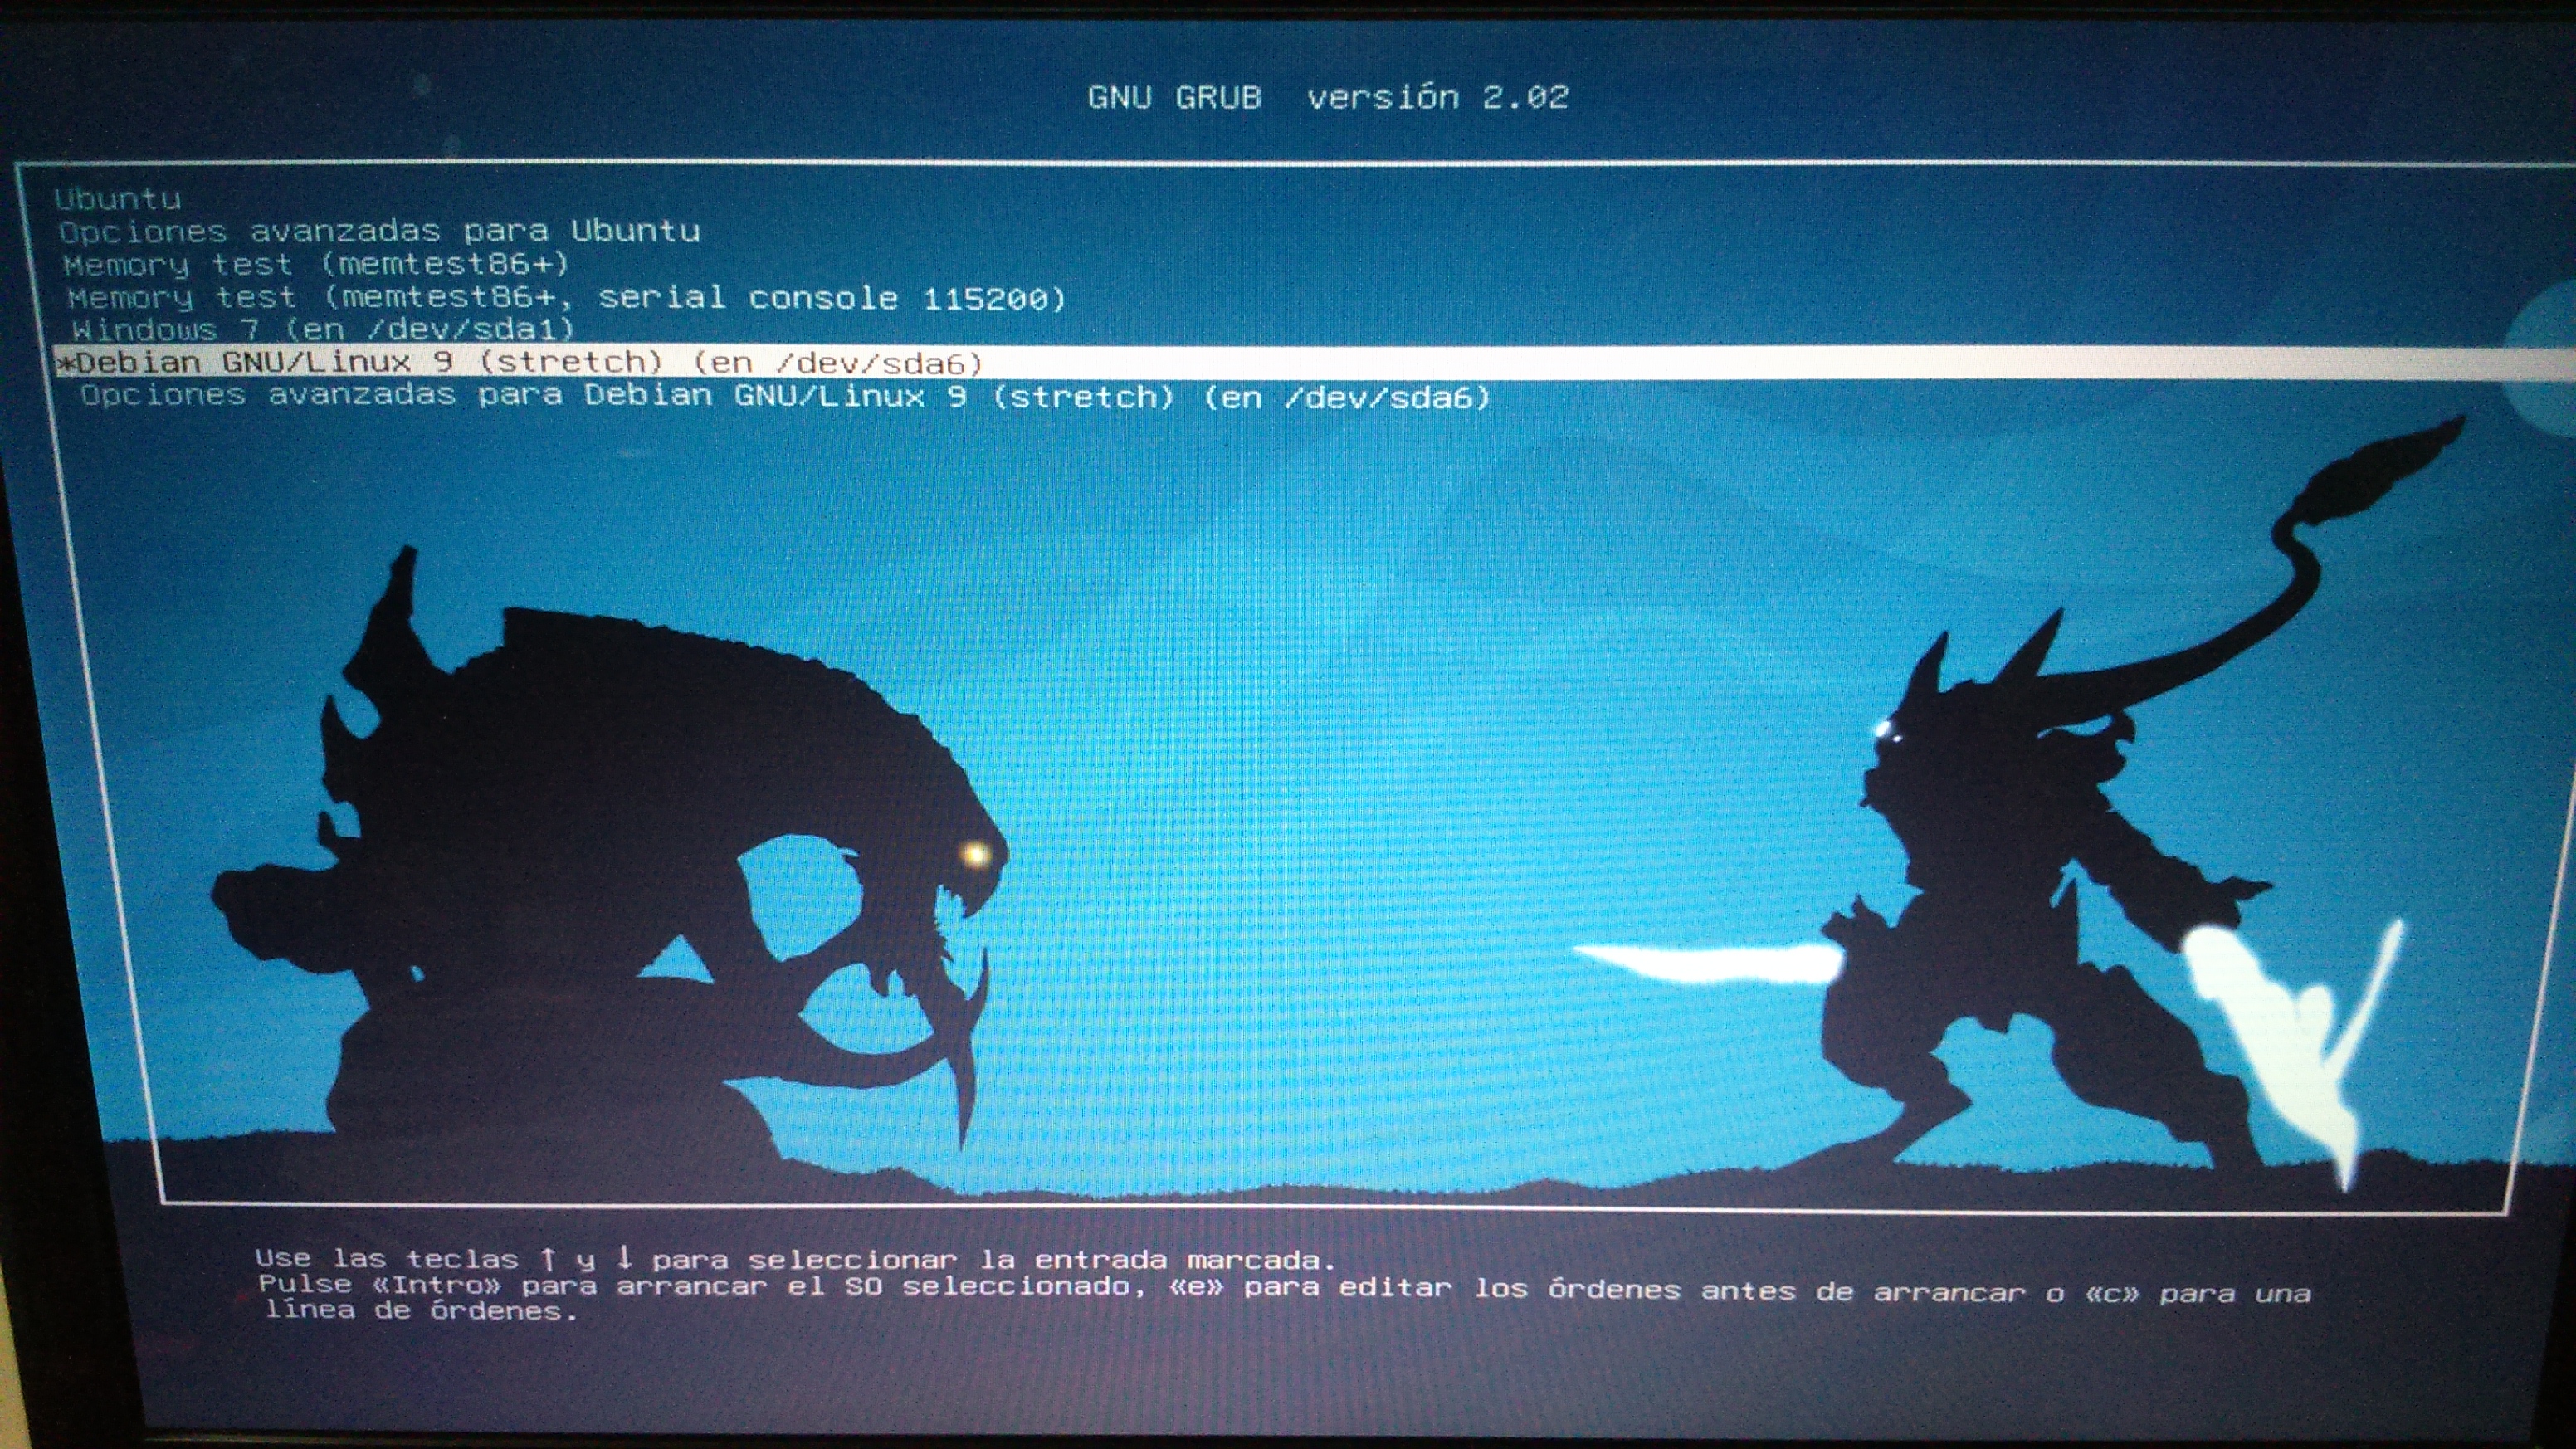 GNU GRUB versión 2.02
Ubuntu
Opciones avanzadas para Ubuntu
Memory test (memtest86+)
Memory test (memtest86+, serial console 115200)
Windows 7 (en /dev/sda1)
*Debian GNU/Linux 9 (stretch) (en /dev/sda6)
Opciones avanzadas para Debian GNU/Linux 9 (stretch) (en /dev/sda6)
Use las teclas ↑ y ↓ para seleccionar la entrada marcada.
Pulse «Intro» para arrancar el SO seleccionado, «e» para editar los órdenes antes de arrancar o «c» para una
línea de órdenes.